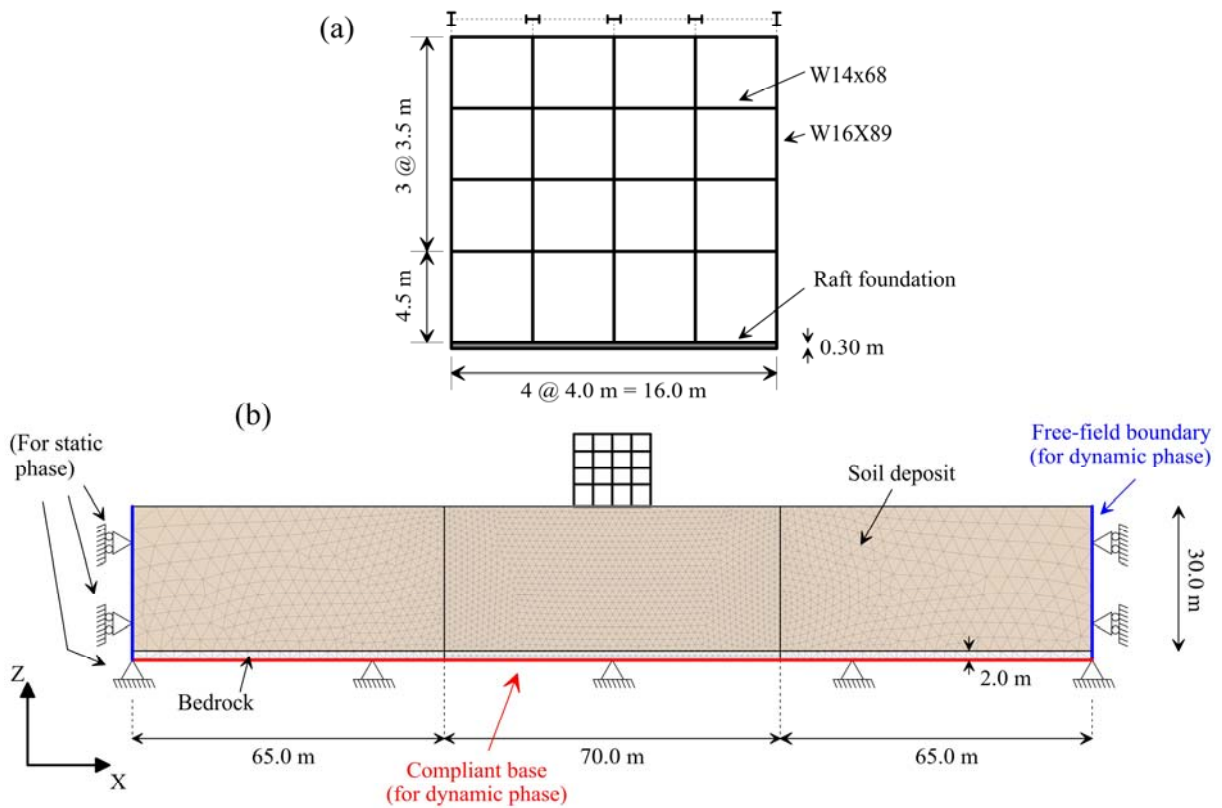 (a)
W14x68
W16X89
3 @ 3.5 m
4.5 m
Raft foundation
0.30 m
4 @ 4.0 m = 16.0 m
(b)
(For static
phase)
Free-field boundary
(for dynamic phase)
Soil deposit
30.0 m
Z
Bedrock
2.0 m
X
65.0 m
70.0 m
65.0 m
Compliant base
(for dynamic phase)